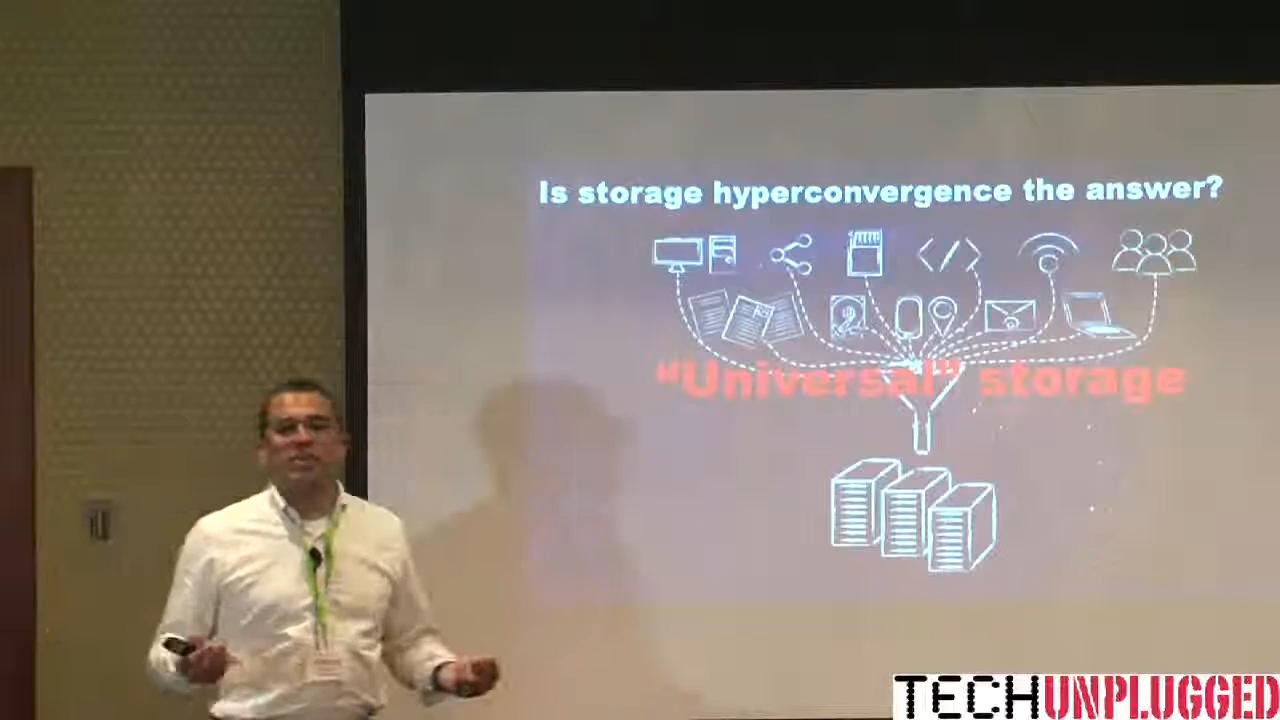 Is storage hyperconvergence the answer?
"Universal" storage
TECHUNPLUGGED